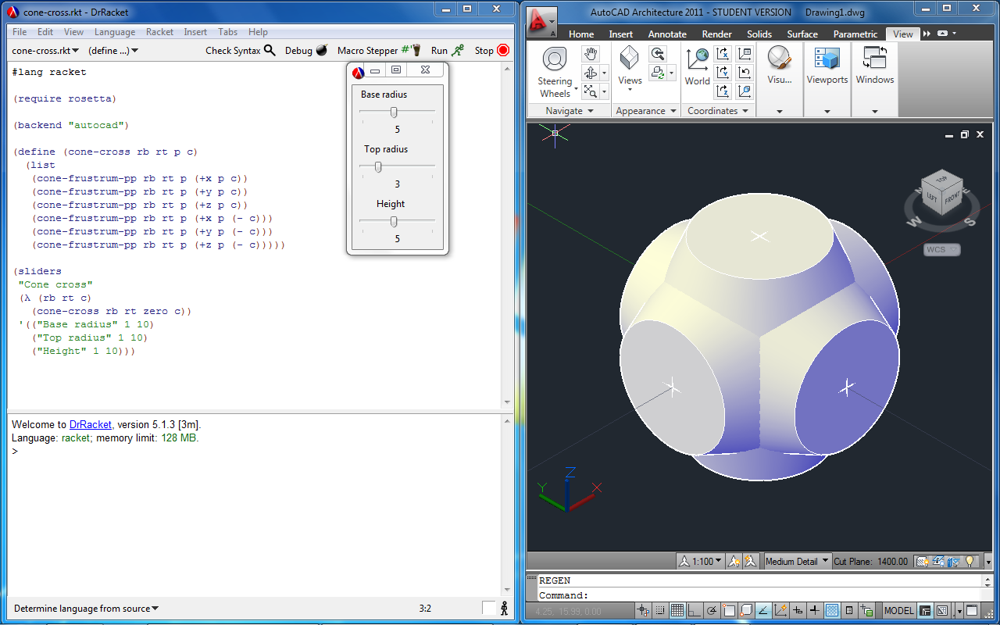 cone-cross.rkt - DrRacket
File Edit View Language Racket Insert Tabs Help
cone-cross.rkt (define ...) Check Syntax Debug Macro Stepper #' Run Stop
#lang racket
(require rosetta)
(backend "autocad")
(define (cone-cross rb rt p c)
  (list
   (cone-frustrum-pp rb rt p (+x p c))
   (cone-frustrum-pp rb rt p (+y p c))
   (cone-frustrum-pp rb rt p (+z p c))
   (cone-frustrum-pp rb rt p (+x p (- c)))
   (cone-frustrum-pp rb rt p (+y p (- c)))
   (cone-frustrum-pp rb rt p (+z p (- c)))))
(sliders
 "Cone cross"
 (λ (rb rt c)
   (cone-cross rb rt zero c))
 '(("Base radius" 1 10)
   ("Top radius" 1 10)
   ("Height" 1 10)))
Base radius
5
Top radius
3
Height
5
Welcome to DrRacket, version 5.1.3 [3m].
Language: racket; memory limit: 128 MB.
>
Determine language from source 3:2
AutoCAD Architecture 2011 - STUDENT VERSION Drawing1.dwg
A
Home Insert Annotate Render Solids Surface Parametric View
Steering Wheels
Views
World
X
Y
Z
Visu...
Viewports
Windows
Navigate Appearance Coordinates
TOP
LEFT FRONT
N E
W S
WCS
Z
Y X
1:100 Medium Detail Cut Plane: 1400.00
REGEN
Command:
4.25, 15.99, 0.00 MODEL